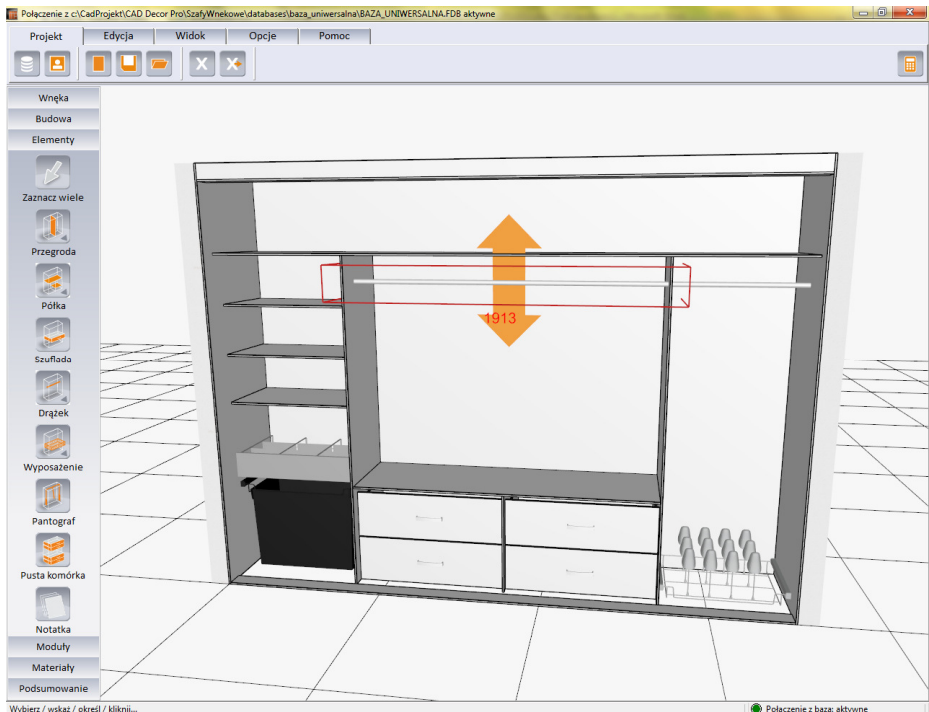 Połączenie z c:\CadProjekt\CAD Decor Pro\SzafyWnekowe\databases\baza_uniwersalna\BAZA_UNIWERSALNA.FDB aktywne
Projekt Edycja Widok Opcje Pomoc
Wnęka
Budowa
Elementy
Zaznacz wiele
Przegroda
Półka
Szuflada
Drążek
Wyposażenie
Pantograf
Pusta komórka
Notatka
Moduły
Materiały
Podsumowanie
1913
Wybierz / wskaż / określ / kliknij...
Połączenie z bazą: aktywne